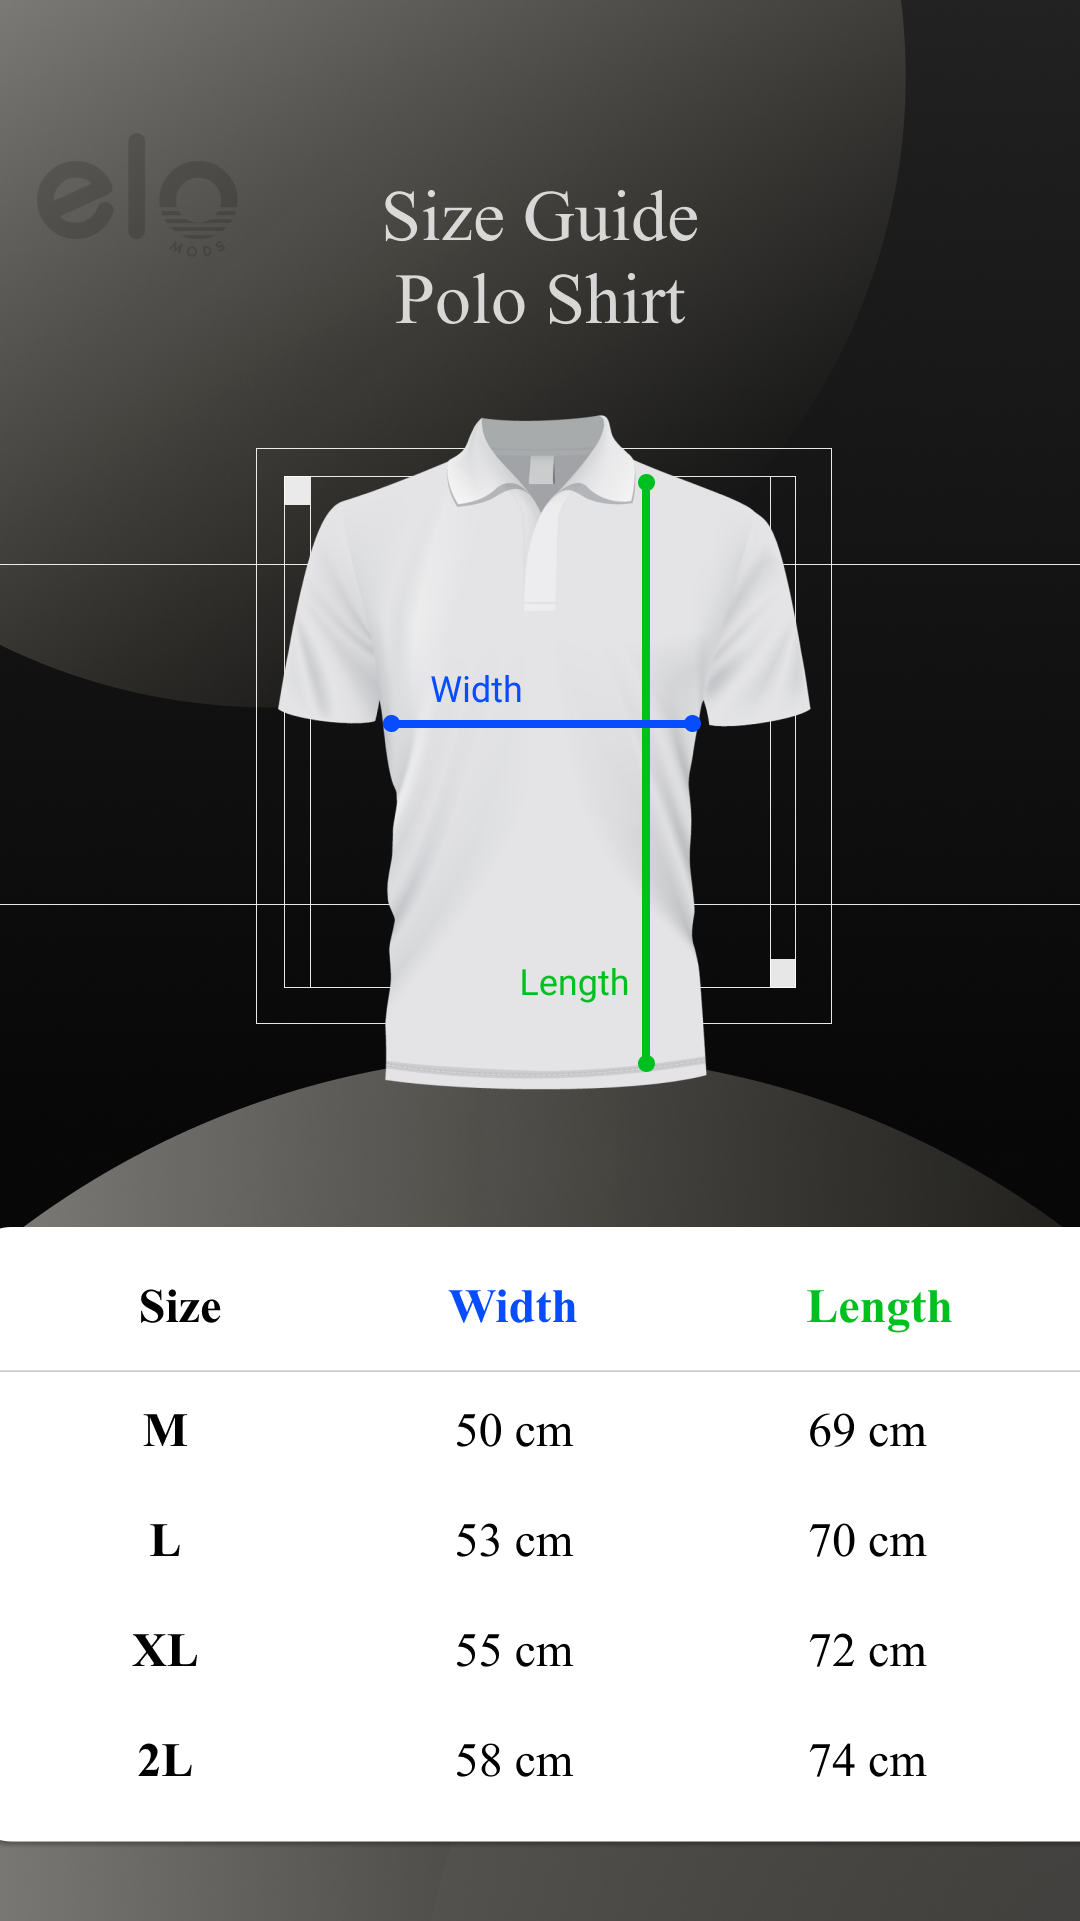 elo
MODS
Size Guide
Polo Shirt
Width
Length
Size Width Length
M 50 cm 69 cm
L 53 cm 70 cm
XL 55 cm 72 cm
2L 58 cm 74 cm